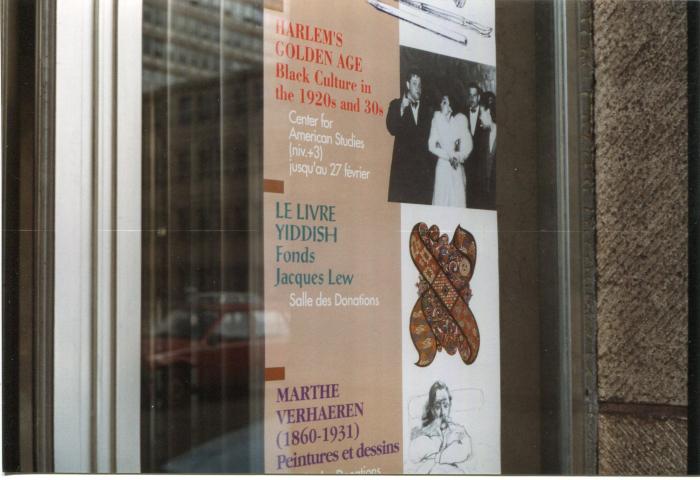 HARLEM'S
GOLDEN AGE
Black Culture in
the 1920s and 30s
Center for
American Studies
(niv.+3)
jusqu'au 27 février
LE LIVRE
YIDDISH
Fonds
Jacques Lew
Salle des Donations
MARTHE
VERHAEREN
(1860-1931)
Peintures et dessins
Donations